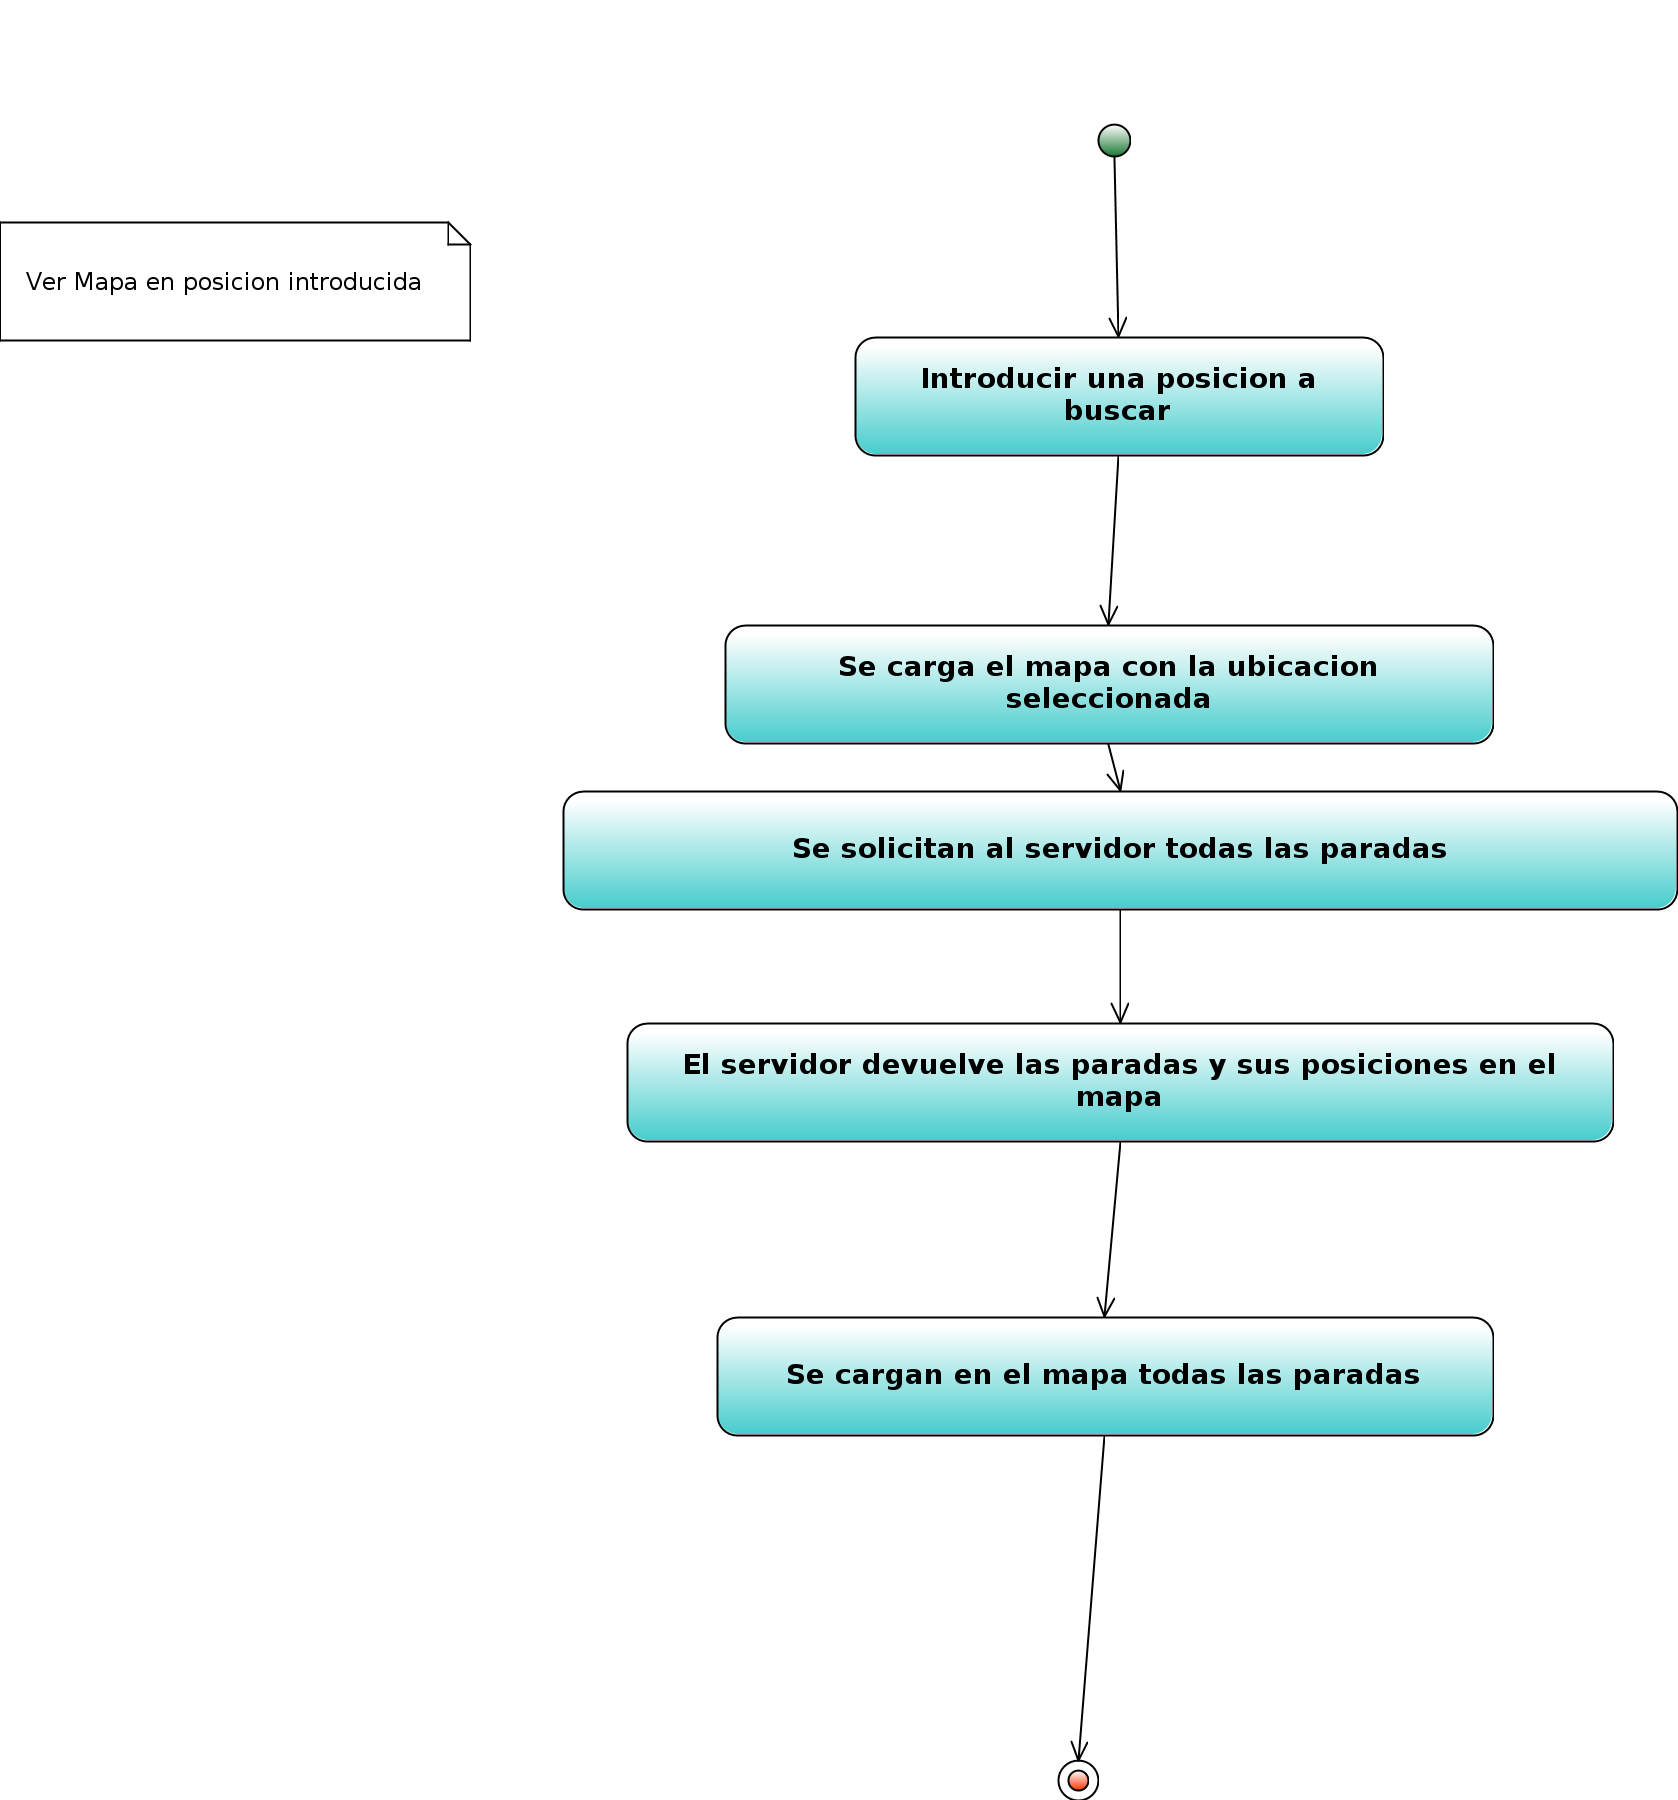 Ver Mapa en posicion introducida
Introducir una posicion a
buscar
Se carga el mapa con la ubicacion
seleccionada
Se solicitan al servidor todas las paradas
El servidor devuelve las paradas y sus posiciones en el
mapa
Se cargan en el mapa todas las paradas